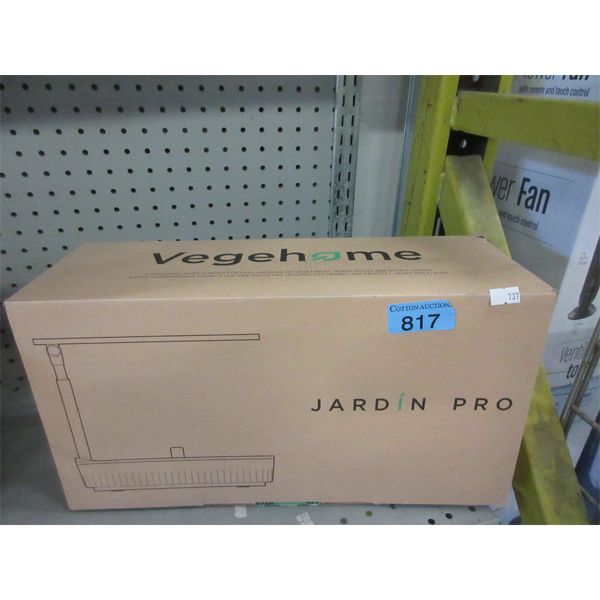 Tower Fan
with remote and touch control
wer Fan
and touch control
Vegehome
COTTON AUCTION
817
737
JARDÍN PRO
Venti
to